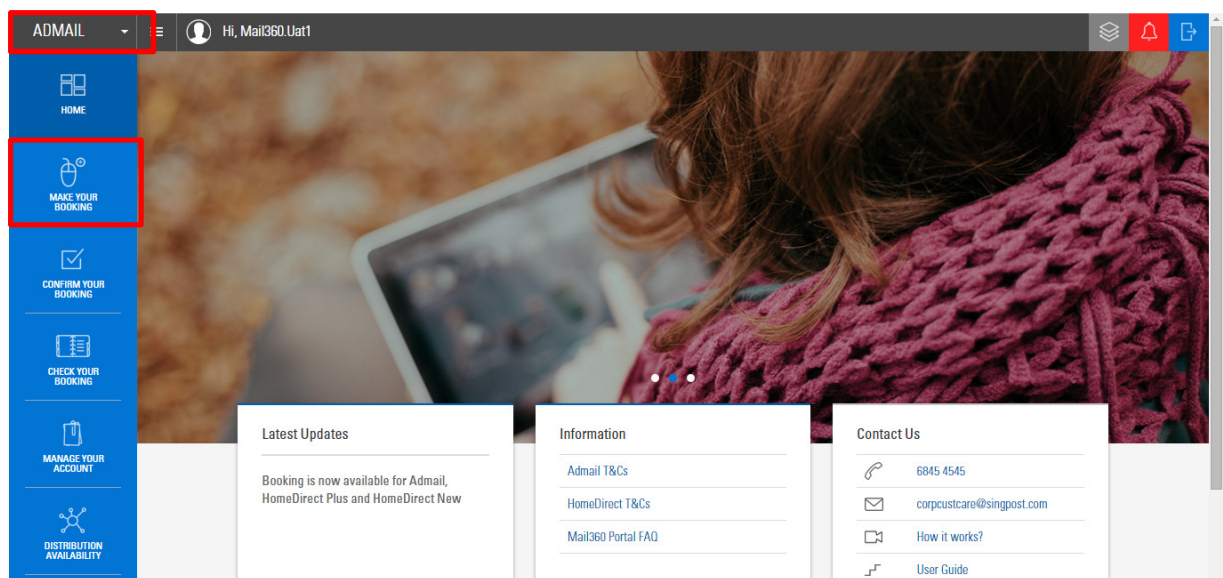 ADMAIL
Hi, Mail360.Uat1
HOME
MAKE YOUR
BOOKING
CONFIRM YOUR
BOOKING
CHECK YOUR
BOOKING
MANAGE YOUR
ACCOUNT
DISTRIBUTION
AVAILABILITY
Latest Updates
Booking is now available for Admail,
HomeDirect Plus and HomeDirect New
Information
Admail T&Cs
HomeDirect T&Cs
Mail360 Portal FAQ
Contact Us
6845 4545
corpcustcare@singpost.com
How it works?
User Guide